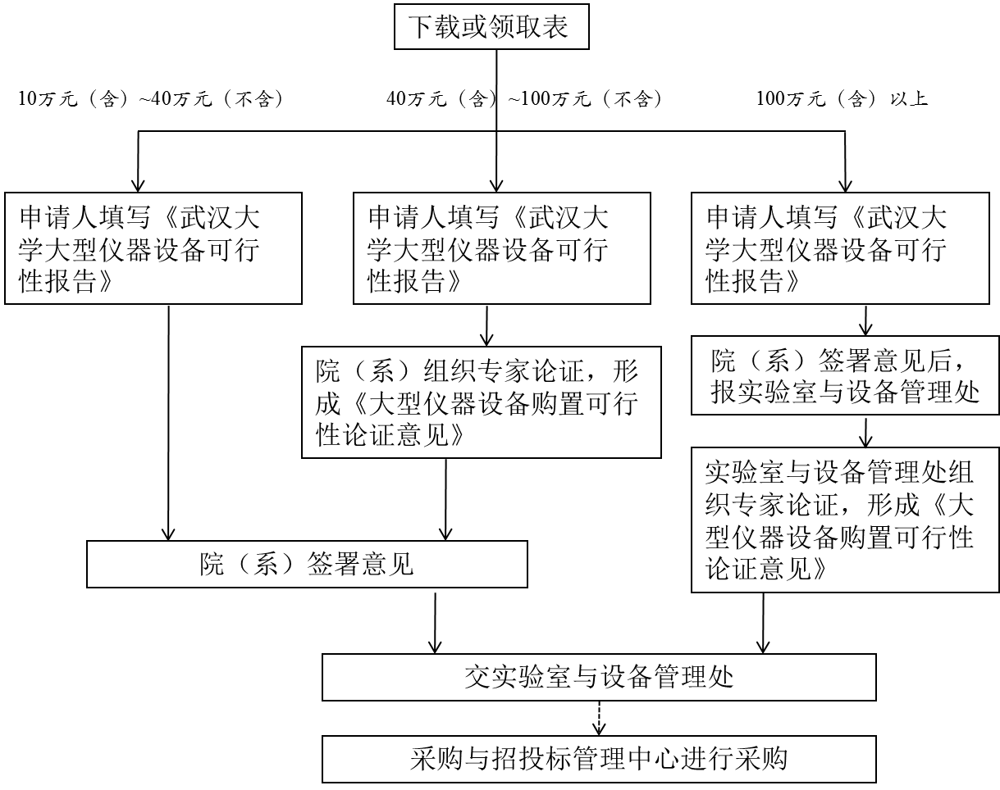 下载或领取表
10万元（含）~40万元（不含）
40万元（含）~100万元（不含）
100万元（含）以上
申请人填写《武汉大
学大型仪器设备可行
性报告》
申请人填写《武汉大
学大型仪器设备可行
性报告》
申请人填写《武汉大
学大型仪器设备可行
性报告》
院（系）组织专家论证，形
成《大型仪器设备购置可行
性论证意见》
院（系）签署意见后，
报实验室与设备管理处
实验室与设备管理处组
织专家论证，形成《大
型仪器设备购置可行性
论证意见》
院（系）签署意见
交实验室与设备管理处
采购与招投标管理中心进行采购